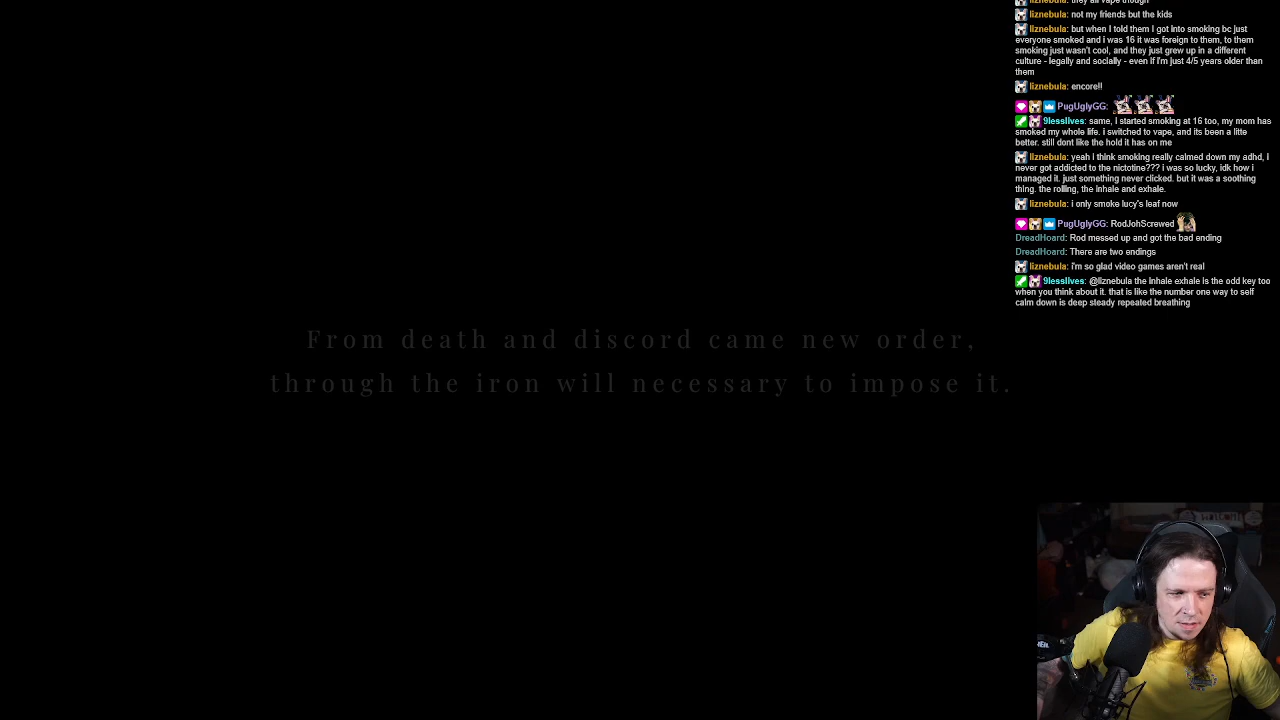 liznebula: they all vape though
liznebula: not my friends but the kids
liznebula: but when I told them I got into smoking bc just
everyone smoked and i was 16 it was foreign to them, to them
smoking just wasn't cool, and they just grew up in a different
culture - legally and socially - even if I'm just 4/5 years older than
them
liznebula: encore!!
PugUglyGG:
9lesslives: same, I started smoking at 16 too, my mom has
smoked my whole life. i switched to vape, and its been a litte
better. still dont like the hold it has on me
liznebula: yeah I think smoking really calmed down my adhd, i
never got addicted to the nictotine??? i was so lucky, idk how i
managed it. just something never clicked. but it was a soothing
thing. the rolling, the inhale and exhale.
liznebula: i only smoke lucy's leaf now
PugUglyGG: RodJohScrewed
DreadHoard: Rod messed up and got the bad ending
DreadHoard: There are two endings
liznebula: i'm so glad video games aren't real
9lesslives: @liznebula the inhale exhale is the odd key too
when you think about it. that is like the number one way to self
calm down is deep steady repeated breathing
From death and discord came new order,
through the iron will necessary to impose it.